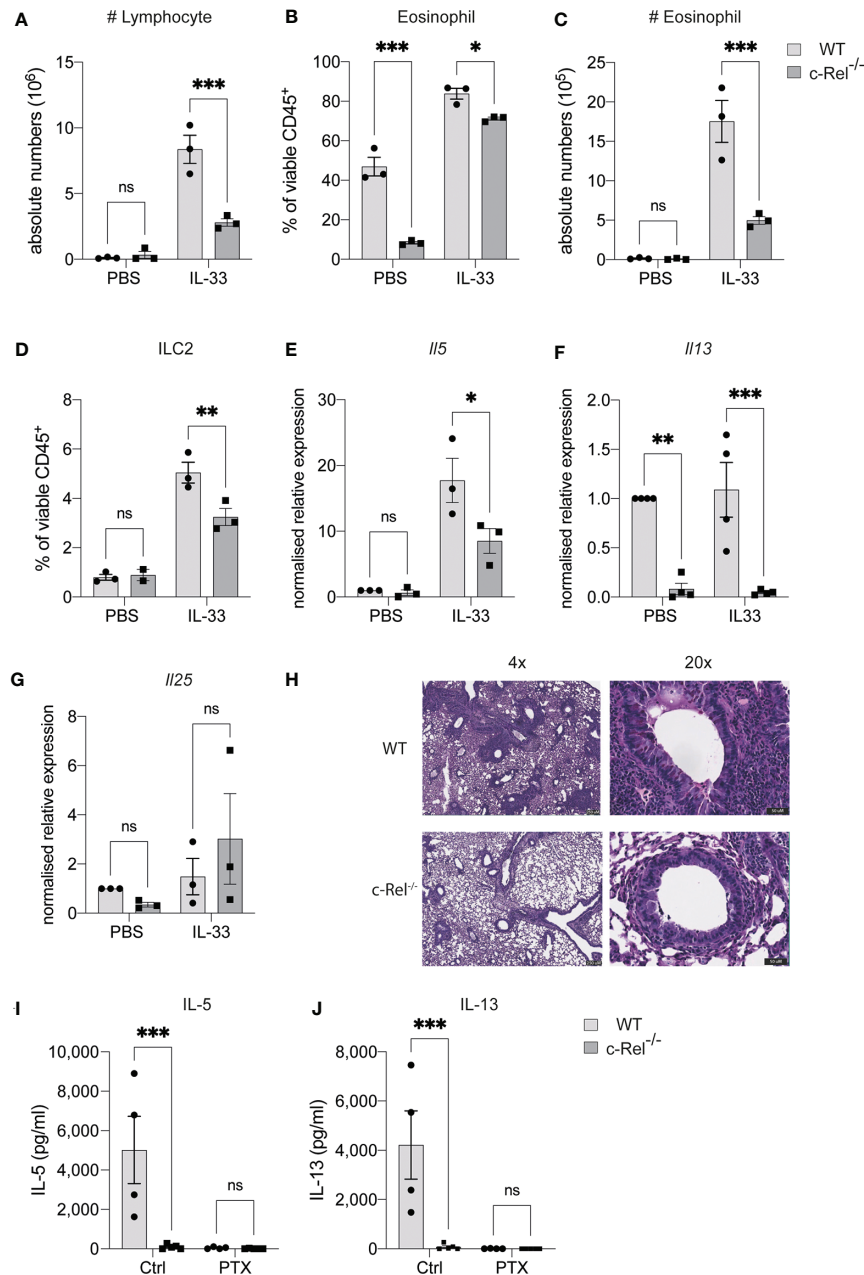 A
# Lymphocyte
absolute numbers (10⁶)
15
10
5
0
***
ns
PBS
IL-33
B
Eosinophil
% of viable CD45⁺
100
80
60
40
20
0
***
*
PBS
IL-33
C
# Eosinophil
absolute numbers (10⁵)
25
20
15
10
5
0
***
ns
PBS
IL-33
WT
c-Rel⁻/⁻
D
ILC2
% of viable CD45⁺
8
6
4
2
0
**
ns
PBS
IL-33
E
Il5
normalised relative expression
30
20
10
0
*
ns
PBS
IL-33
F
Il13
normalised relative expression
2.0
1.5
1.0
0.5
0.0
**
***
PBS
IL33
G
Il25
normalised relative expression
8
6
4
2
0
ns
ns
PBS
IL-33
H
4x
20x
WT
c-Rel⁻/⁻
50 uM
50 uM
I
IL-5
IL-5 (pg/ml)
10,000
8,000
6,000
4,000
2,000
0
***
ns
Ctrl
PTX
J
IL-13
IL-13 (pg/ml)
8,000
6,000
4,000
2,000
0
***
ns
Ctrl
PTX
WT
c-Rel⁻/⁻